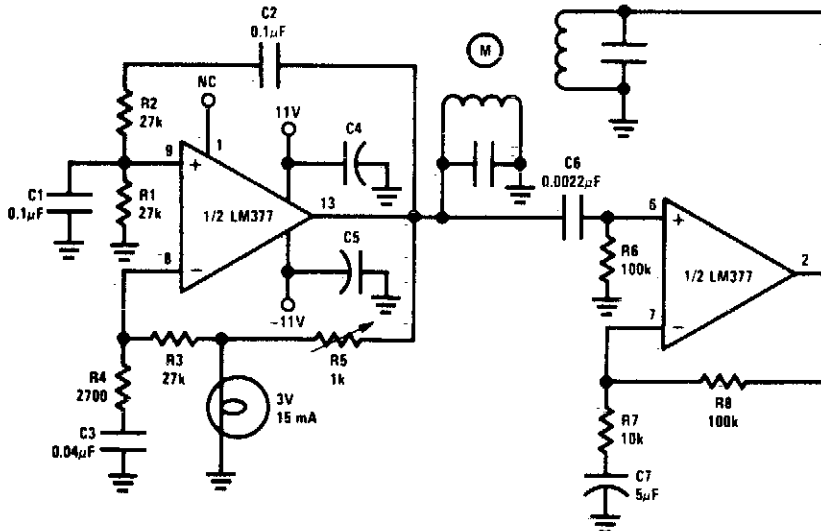 C2
0.1µF
M
NC
R2
27k
11V
C4
9
+
1
C6
0.0022µF
C1
0.1µF
R1
27k
1/2 LM377
13
6
+
8
−
C5
R6
100k
1/2 LM377
2
-11V
7
−
R3
27k
R5
1k
R4
2700
3V
15 mA
R7
10k
R8
100k
C3
0.04µF
C7
5µF